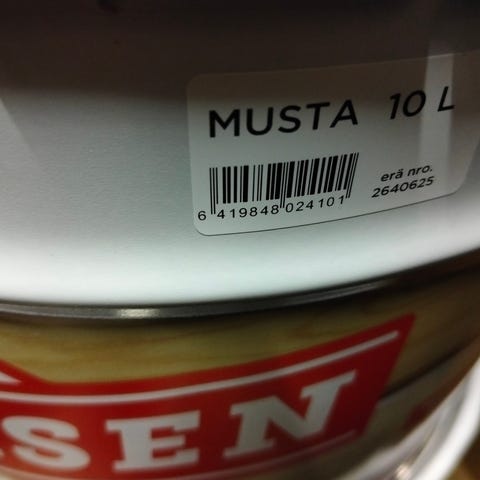 MUSTA 10 L
erä nro.
2640625
6 419848 024101
SEN